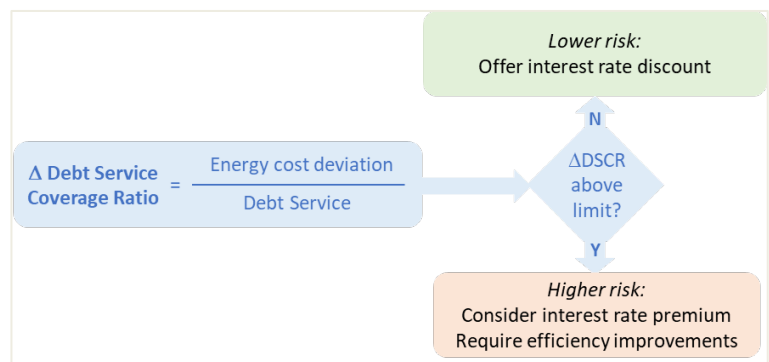 Lower risk:
Offer interest rate discount
N
Δ Debt Service
Coverage Ratio
=
Energy cost deviation
Debt Service
ΔDSCR
above
limit?
Y
Higher risk:
Consider interest rate premium
Require efficiency improvements